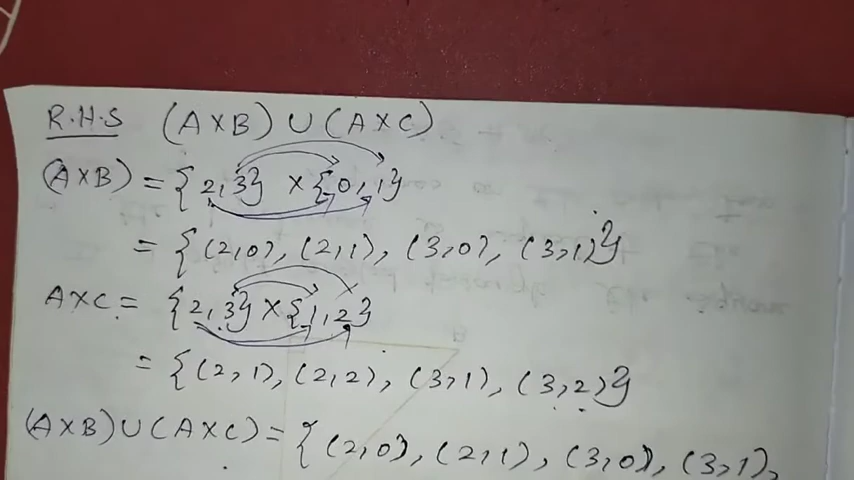 R.H.S (A×B) ∪ (A×C)
(A×B) = {2,3} × {0,1}
= {(2,0), (2,1), (3,0), (3,1)}
A×C = {2,3} × {1,2}
= {(2,1), (2,2), (3,1), (3,2)}
(A×B) ∪ (A×C) = {(2,0), (2,1), (3,0), (3,1),